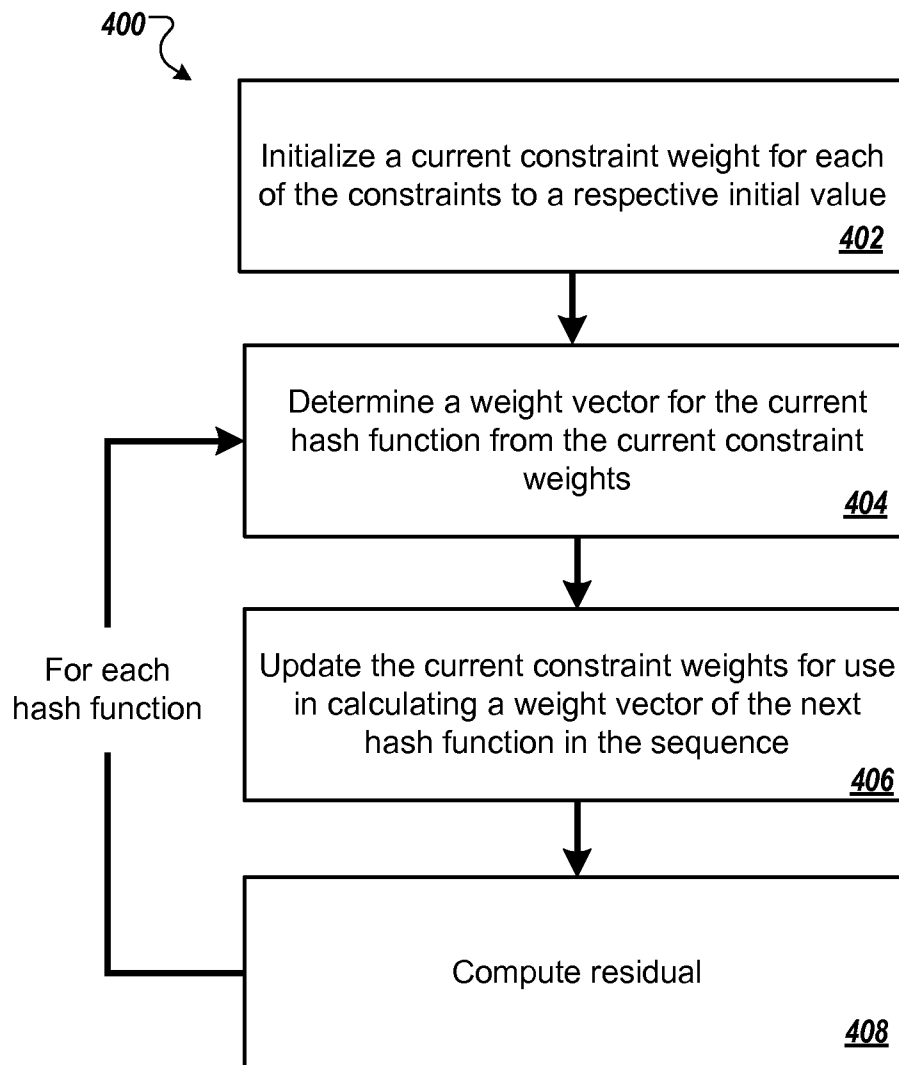 400
Initialize a current constraint weight for each
of the constraints to a respective initial value
402
Determine a weight vector for the current
hash function from the current constraint
weights
404
For each
hash function
Update the current constraint weights for use
in calculating a weight vector of the next
hash function in the sequence
406
Compute residual
408